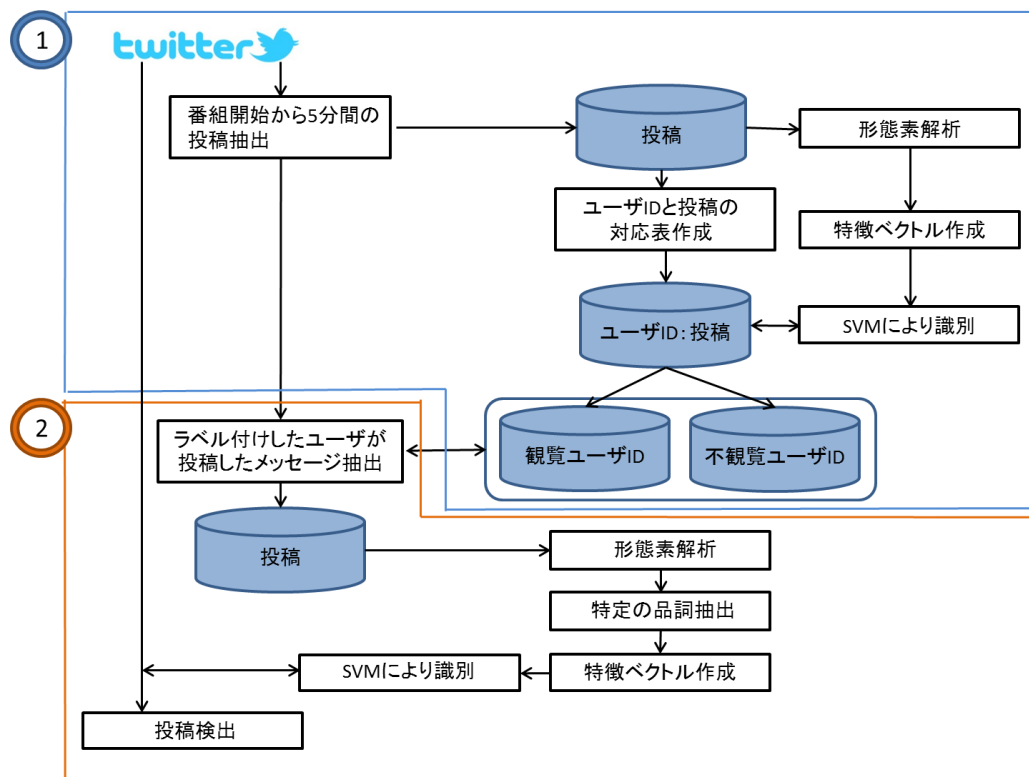 1
twitter
番組開始から5分間の
投稿抽出
投稿
形態素解析
ユーザIDと投稿の
対応表作成
特徴ベクトル作成
ユーザID：投稿
SVMにより識別
2
ラベル付けしたユーザが
投稿したメッセージ抽出
観覧ユーザID
不観覧ユーザID
投稿
形態素解析
特定の品詞抽出
SVMにより識別
特徴ベクトル作成
投稿検出